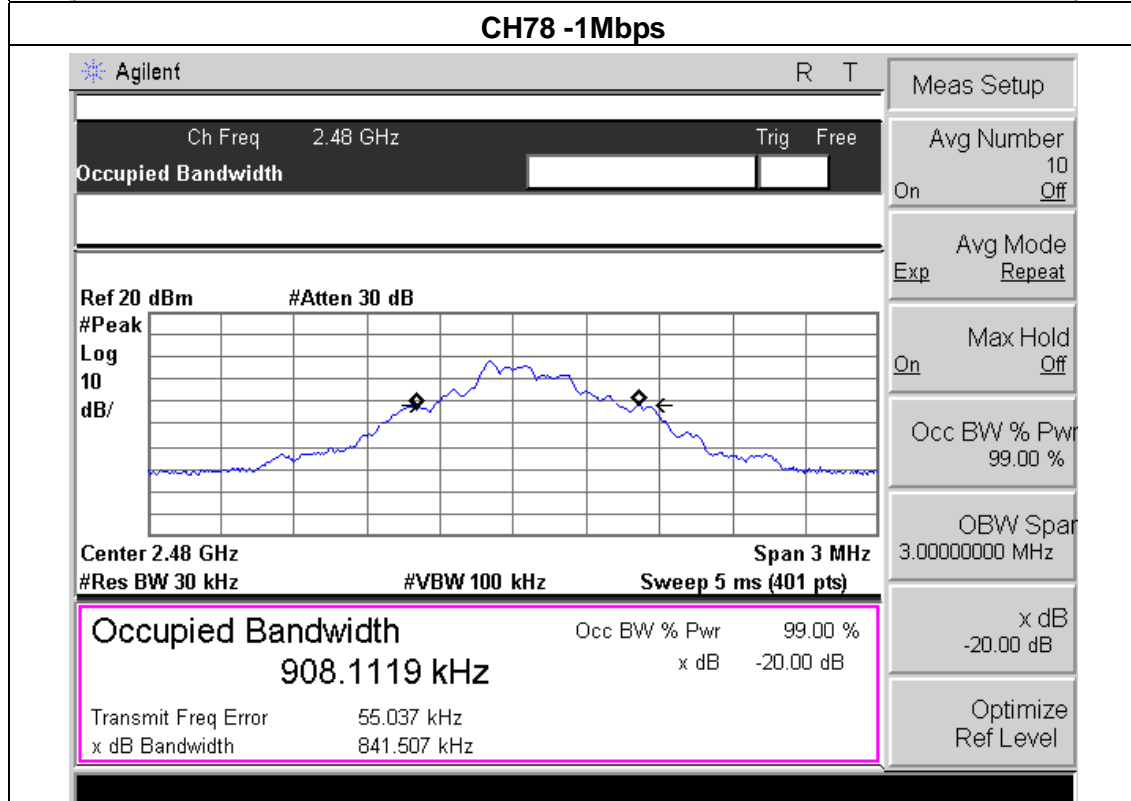 CH78 -1Mbps
Agilent R T
Ch Freq 2.48 GHz Trig Free
Occupied Bandwidth
Ref 20 dBm #Atten 30 dB
#Peak
Log
10
dB/
Center 2.48 GHz Span 3 MHz
#Res BW 30 kHz #VBW 100 kHz Sweep 5 ms (401 pts)
Occupied Bandwidth Occ BW % Pwr 99.00 %
908.1119 kHz x dB -20.00 dB
Transmit Freq Error 55.037 kHz
x dB Bandwidth 841.507 kHz
Meas Setup
Avg Number
10
On Off
Avg Mode
Exp Repeat
Max Hold
On Off
Occ BW % Pwr
99.00 %
OBW Span
3.00000000 MHz
x dB
-20.00 dB
Optimize
Ref Level